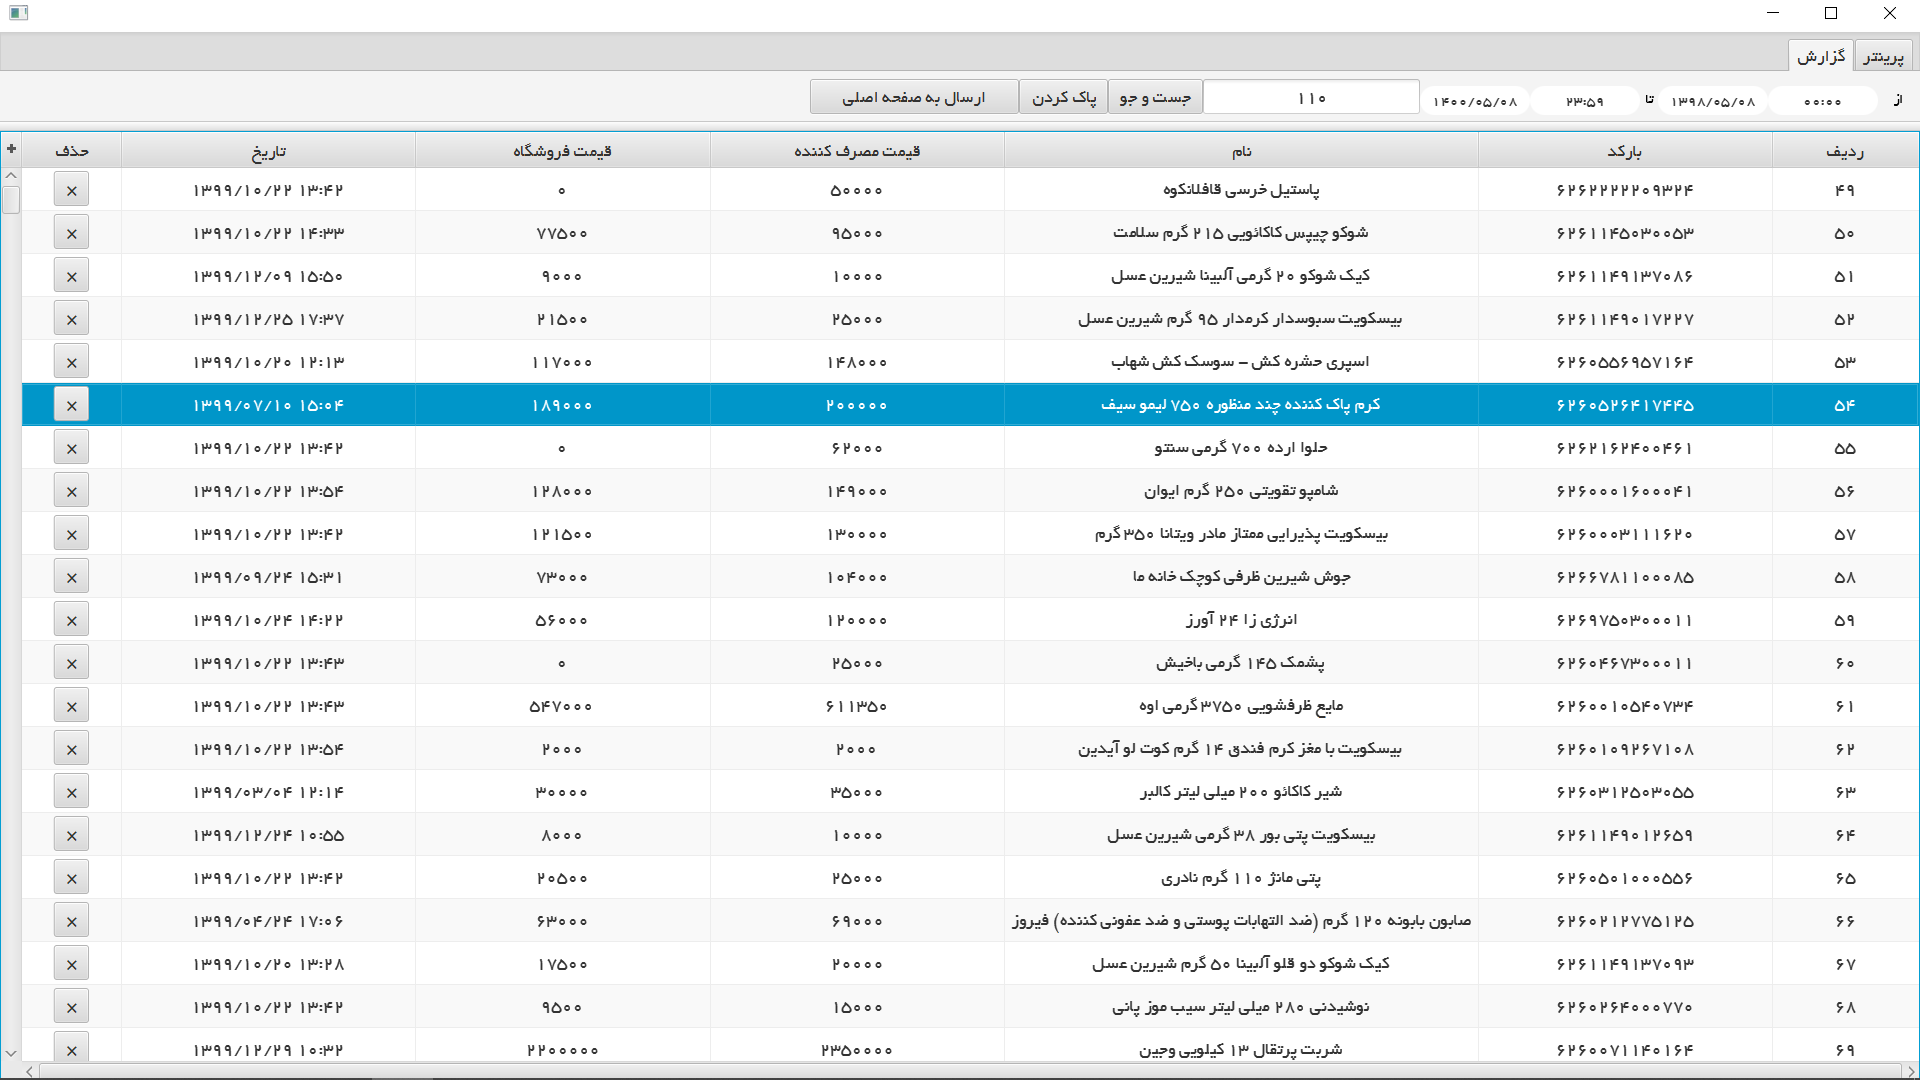 پرینتر گزارش
از ۰۰:۰۰ ۱۳۹۸/۰۵/۰۸ تا ۲۳:۵۹ ۱۴۰۰/۰۵/۰۸ ۱۱۰ جست و جو پاک کردن ارسال به صفحه اصلی
ردیف بارکد نام قیمت مصرف کننده قیمت فروشگاه تاریخ حذف +
۴۹ ۶۲۶۲۲۲۲۲۰۹۳۲۴ پاستیل خرسی قافلانکوه ۵۰۰۰۰ ۰ ۱۳۹۹/۱۰/۲۲ ۱۳:۴۲ ×
۵۰ ۶۲۶۱۱۴۵۰۳۰۰۵۳ شوکو چیپس کاکائویی ۲۱۵ گرم سلامت ۹۵۰۰۰ ۷۷۵۰۰ ۱۳۹۹/۱۰/۲۲ ۱۴:۳۳ ×
۵۱ ۶۲۶۱۱۴۹۱۳۷۰۸۶ کیک شوکو ۲۰ گرمی آلبینا شیرین عسل ۱۰۰۰۰ ۹۰۰۰ ۱۳۹۹/۱۲/۰۹ ۱۵:۵۰ ×
۵۲ ۶۲۶۱۱۴۹۰۱۷۲۲۷ بیسکویت سبوسدار کرمدار ۹۵ گرم شیرین عسل ۲۵۰۰۰ ۲۱۵۰۰ ۱۳۹۹/۱۲/۲۵ ۱۷:۳۷ ×
۵۳ ۶۲۶۰۵۵۶۹۵۷۱۶۴ اسپری حشره کش - سوسک کش شهاب ۱۴۸۰۰۰ ۱۱۷۰۰۰ ۱۳۹۹/۱۰/۲۰ ۱۲:۱۳ ×
۵۴ ۶۲۶۰۵۲۶۴۱۷۴۴۵ کرم پاک کننده چند منظوره ۷۵۰ لیمو سیف ۲۰۰۰۰۰ ۱۸۹۰۰۰ ۱۳۹۹/۰۷/۱۰ ۱۵:۰۴ ×
۵۵ ۶۲۶۲۱۶۲۴۰۰۴۶۱ حلوا ارده ۷۰۰ گرمی سنتو ۶۲۰۰۰ ۰ ۱۳۹۹/۱۰/۲۲ ۱۳:۴۲ ×
۵۶ ۶۲۶۰۰۰۱۶۰۰۰۴۱ شامپو تقویتی ۲۵۰ گرم ایوان ۱۴۹۰۰۰ ۱۲۸۰۰۰ ۱۳۹۹/۱۰/۲۲ ۱۳:۵۴ ×
۵۷ ۶۲۶۰۰۰۳۱۱۱۶۲۰ بیسکویت پذیرایی ممتاز مادر ویتانا ۳۵۰ گرم ۱۳۰۰۰۰ ۱۲۱۵۰۰ ۱۳۹۹/۱۰/۲۲ ۱۳:۴۲ ×
۵۸ ۶۲۶۶۷۸۱۱۰۰۰۸۵ جوش شیرین ظرفی کوچک خانه ما ۱۰۴۰۰۰ ۷۳۰۰۰ ۱۳۹۹/۰۹/۲۴ ۱۵:۳۱ ×
۵۹ ۶۲۶۹۷۵۰۳۰۰۰۱۱ انرژی زا ۲۴ آورز ۱۲۰۰۰۰ ۵۶۰۰۰ ۱۳۹۹/۱۰/۲۴ ۱۴:۲۲ ×
۶۰ ۶۲۶۰۴۶۷۳۰۰۰۱۱ پشمک ۱۴۵ گرمی باخیش ۲۵۰۰۰ ۰ ۱۳۹۹/۱۰/۲۲ ۱۳:۴۳ ×
۶۱ ۶۲۶۰۰۱۰۵۴۰۷۳۴ مایع ظرفشویی ۳۷۵۰ گرمی اوه ۶۱۱۳۵۰ ۵۴۷۰۰۰ ۱۳۹۹/۱۰/۲۲ ۱۳:۴۳ ×
۶۲ ۶۲۶۰۱۰۹۲۶۷۱۰۸ بیسکویت با مغز کرم فندق ۱۴ گرم کوت لو آیدین ۲۰۰۰ ۲۰۰۰ ۱۳۹۹/۱۰/۲۲ ۱۳:۵۴ ×
۶۳ ۶۲۶۰۳۱۲۵۰۳۰۵۵ شیر کاکائو ۲۰۰ میلی لیتر کالبر ۳۵۰۰۰ ۳۰۰۰۰ ۱۳۹۹/۰۳/۰۴ ۱۲:۱۴ ×
۶۴ ۶۲۶۱۱۴۹۰۱۲۶۵۹ بیسکویت پتی بور ۳۸ گرمی شیرین عسل ۱۰۰۰۰ ۸۰۰۰ ۱۳۹۹/۱۲/۲۴ ۱۰:۵۵ ×
۶۵ ۶۲۶۰۵۰۱۰۰۰۵۵۶ پتی مانژ ۱۱۰ گرم نادری ۲۵۰۰۰ ۲۰۵۰۰ ۱۳۹۹/۱۰/۲۲ ۱۳:۴۲ ×
۶۶ ۶۲۶۰۲۱۲۷۷۵۱۲۵ صابون بابونه ۱۲۰ گرم (ضد التهابات پوستی و ضد عفونی کننده) فیروز ۶۹۰۰۰ ۶۳۰۰۰ ۱۳۹۹/۰۴/۲۴ ۱۷:۰۶ ×
۶۷ ۶۲۶۱۱۴۹۱۳۷۰۹۳ کیک شوکو دو قلو آلبینا ۵۰ گرم شیرین عسل ۲۰۰۰۰ ۱۷۵۰۰ ۱۳۹۹/۱۰/۲۰ ۱۳:۲۸ ×
۶۸ ۶۲۶۰۲۶۴۰۰۰۷۷۰ نوشیدنی ۲۸۰ میلی لیتر سیب موز پانی ۱۵۰۰۰ ۹۵۰۰ ۱۳۹۹/۱۰/۲۲ ۱۳:۴۲ ×
۶۹ ۶۲۶۰۰۷۱۱۴۰۱۶۴ شربت پرتقال ۱۳ کیلویی وجین ۲۳۵۰۰۰۰ ۲۲۰۰۰۰۰ ۱۳۹۹/۱۲/۲۹ ۱۰:۳۲ ×